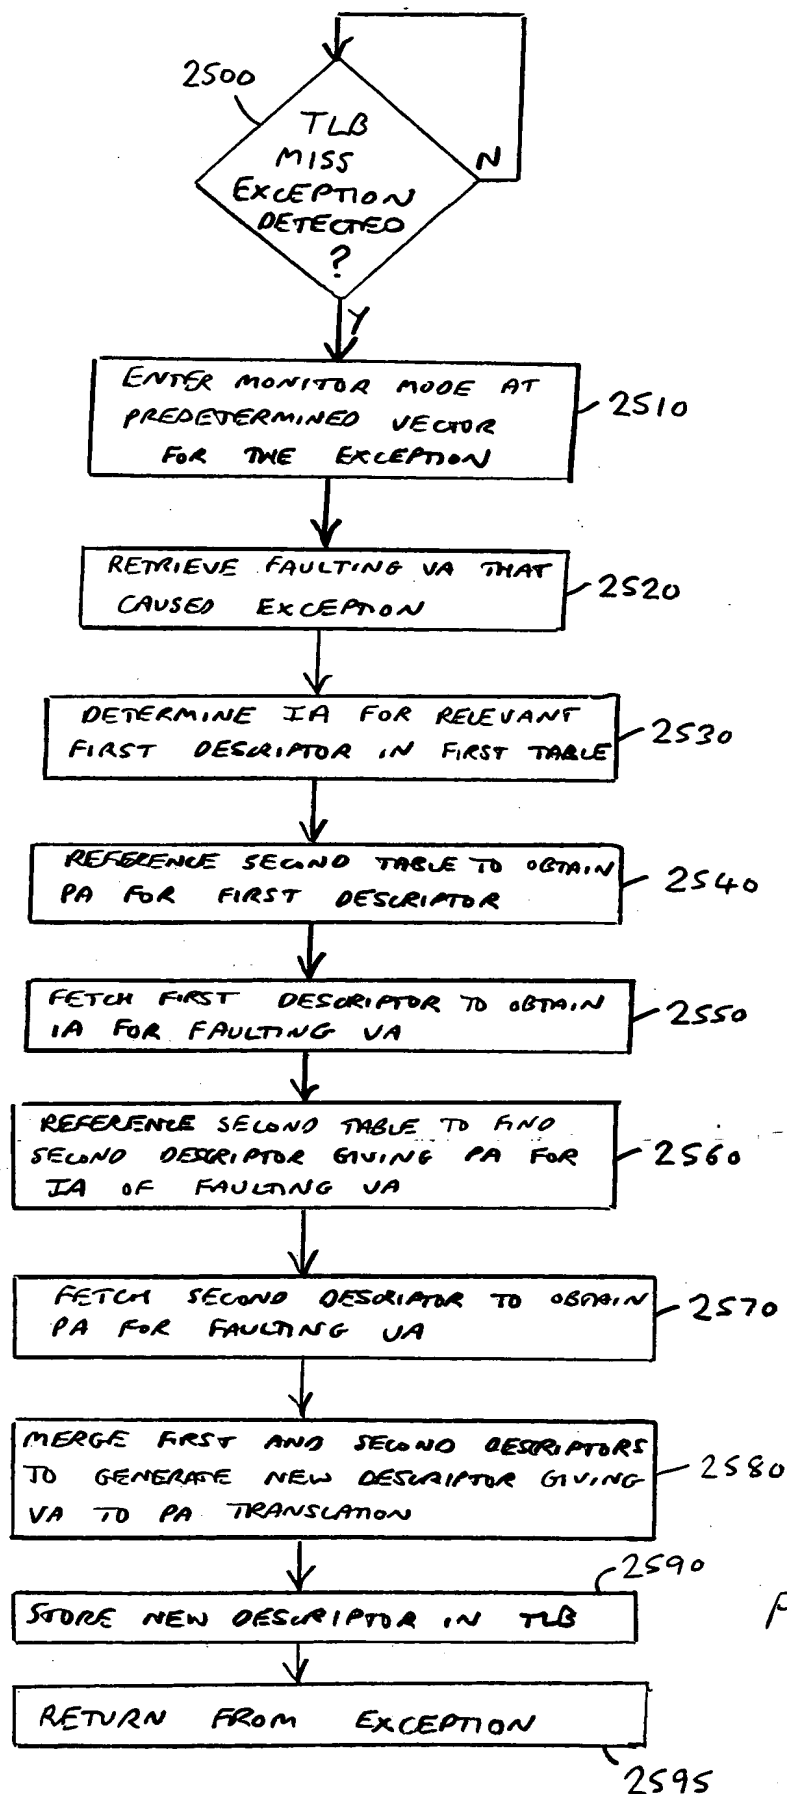 2500
TLB
MISS
EXCEPTION
DETECTED
?
N
Y
ENTER MONITOR MODE AT
PREDETERMINED VECTOR
FOR THE EXCEPTION
2510
RETRIEVE FAULTING VA THAT
CAUSED EXCEPTION
2520
DETERMINE IA FOR RELEVANT
FIRST DESCRIPTOR IN FIRST TABLE
2530
REFERENCE SECOND TABLE TO OBTAIN
PA FOR FIRST DESCRIPTOR
2540
FETCH FIRST DESCRIPTOR TO OBTAIN
IA FOR FAULTING VA
2550
REFERENCE SECOND TABLE TO FIND
SECOND DESCRIPTOR GIVING PA FOR
IA OF FAULTING VA
2560
FETCH SECOND DESCRIPTOR TO OBTAIN
PA FOR FAULTING VA
2570
MERGE FIRST AND SECOND DESCRIPTORS
TO GENERATE NEW DESCRIPTOR GIVING
VA TO PA TRANSLATION
2580
2590
STORE NEW DESCRIPTOR IN TLB
RETURN FROM EXCEPTION
2595